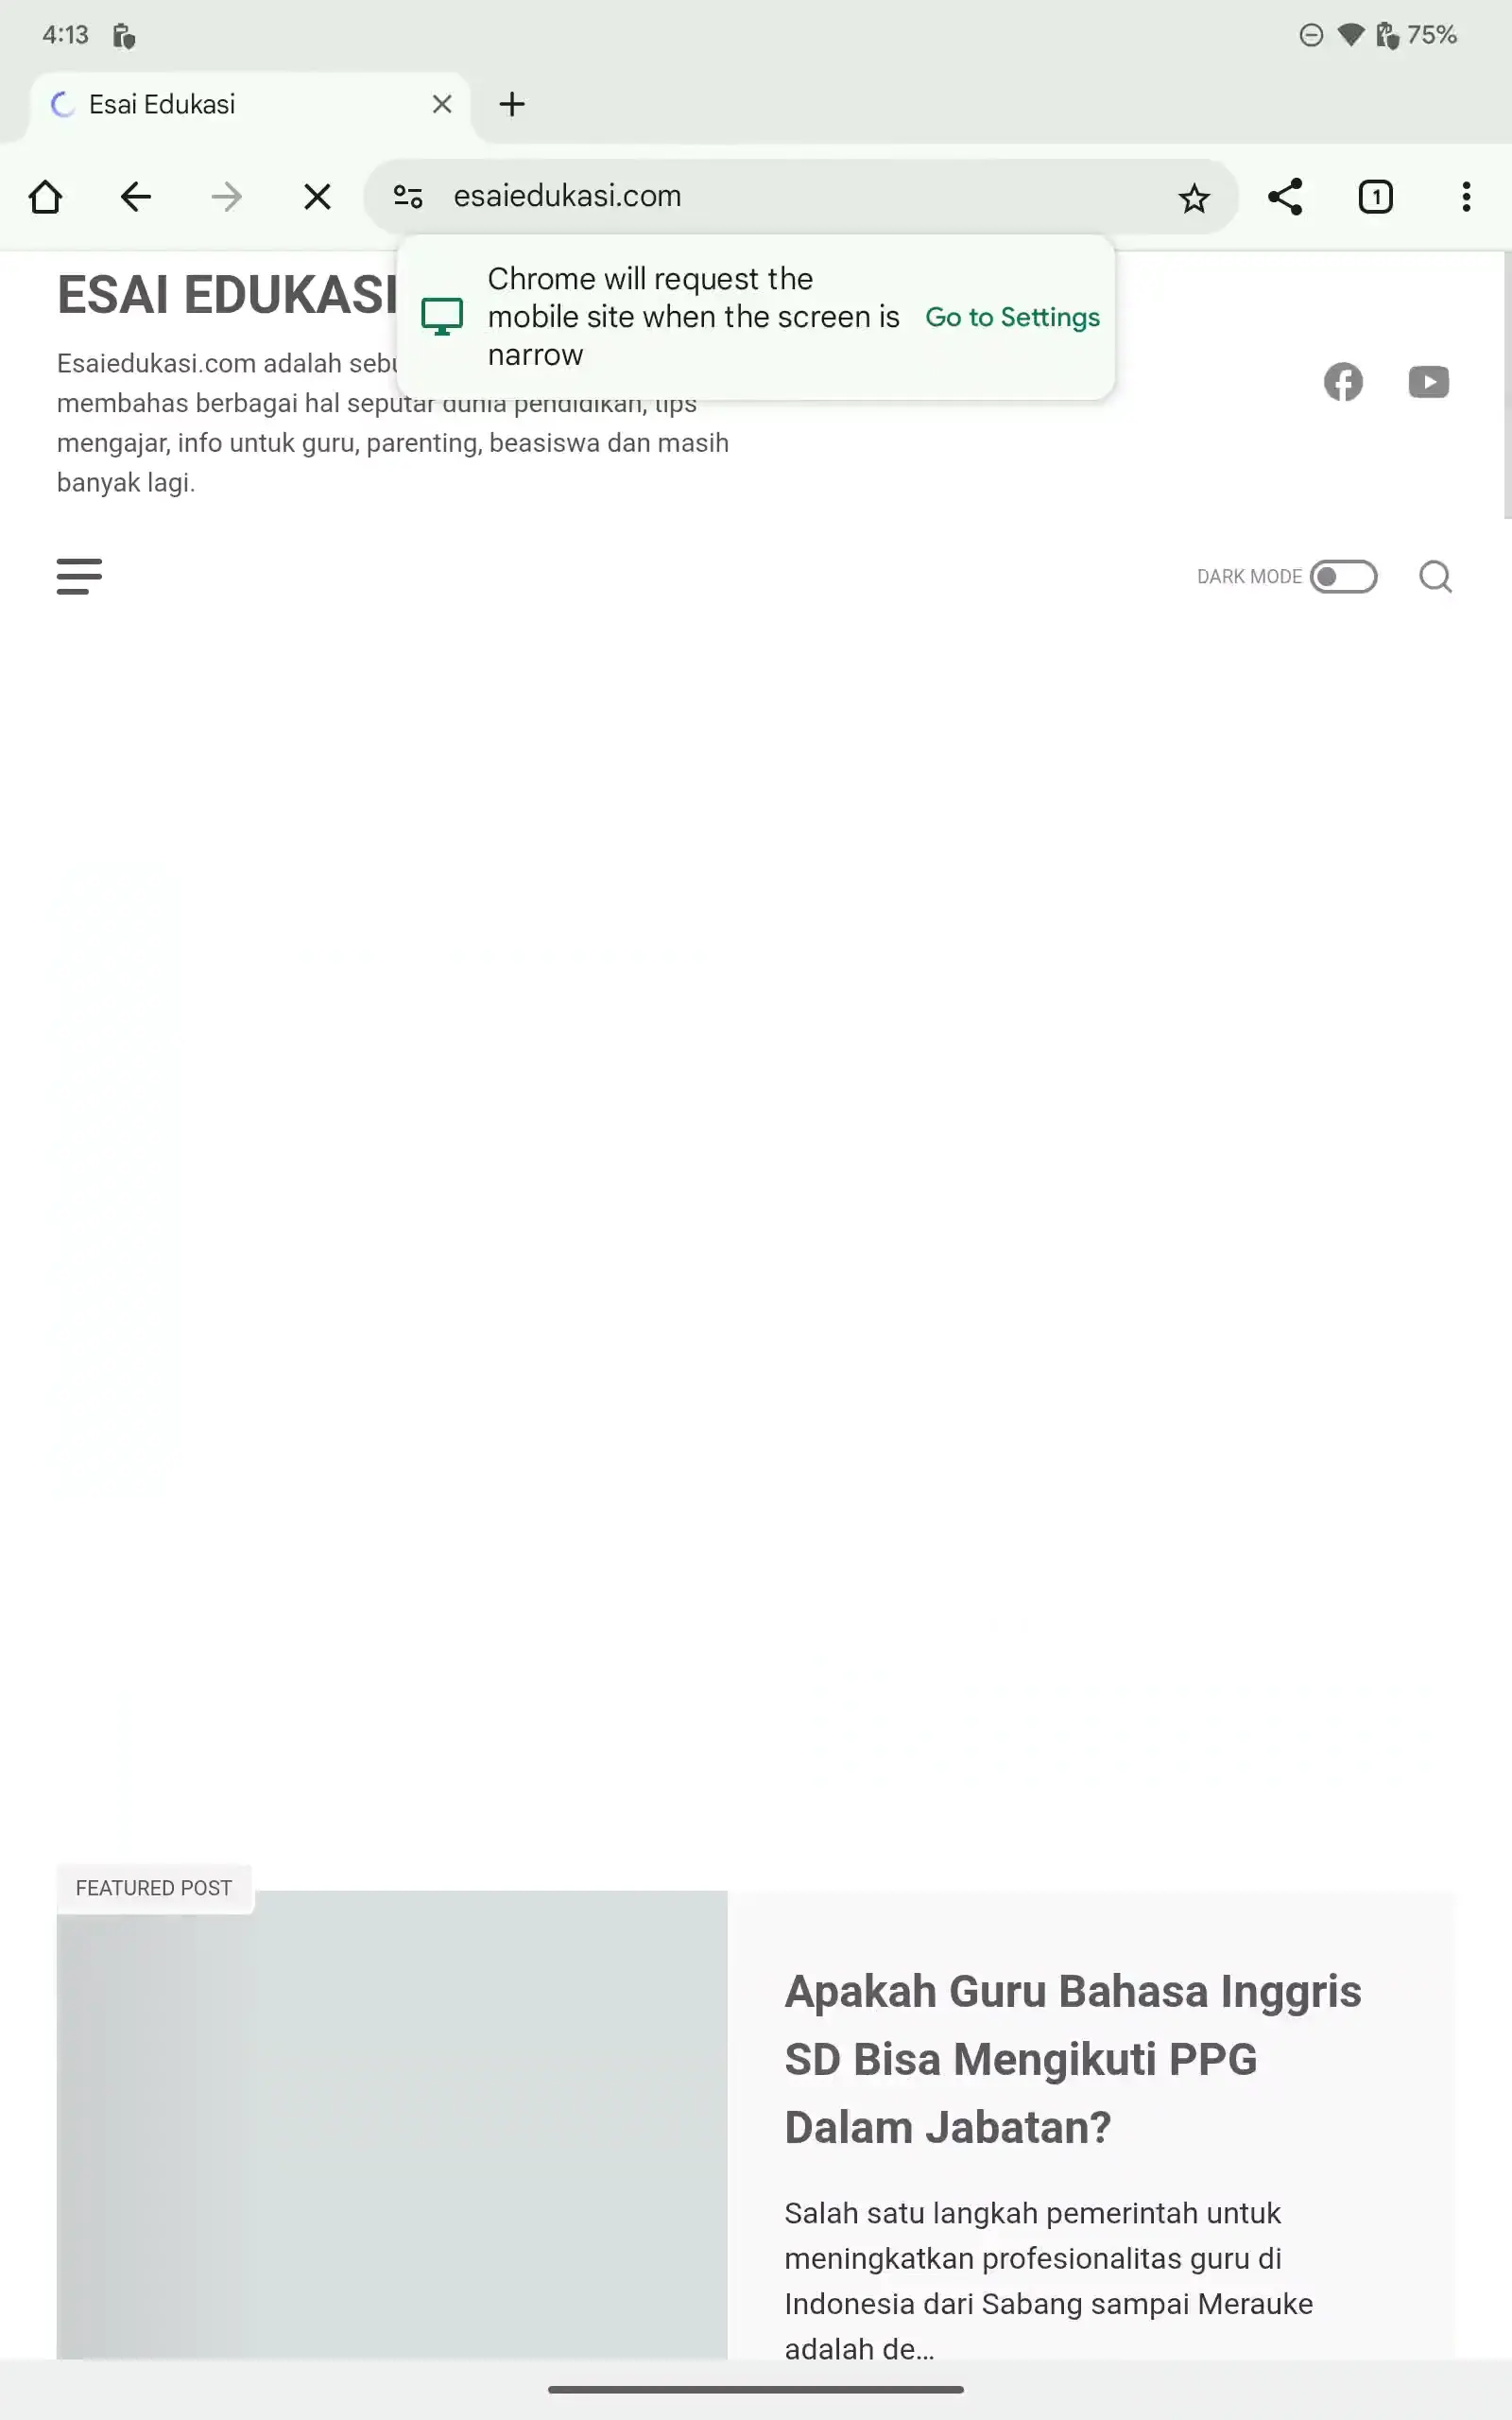 4:13
75%
Esai Edukasi
esaiedukasi.com
1
Chrome will request the
mobile site when the screen is
narrow
Go to Settings
ESAI EDUKASI
Esaiedukasi.com adalah
membahas berbagai hal seputar dunia pendidikan, tips
mengajar, info untuk guru, parenting, beasiswa dan masih
banyak lagi.
DARK MODE
FEATURED POST
Apakah Guru Bahasa Inggris
SD Bisa Mengikuti PPG
Dalam Jabatan?
Salah satu langkah pemerintah untuk
meningkatkan profesionalitas guru di
Indonesia dari Sabang sampai Merauke
adalah de...